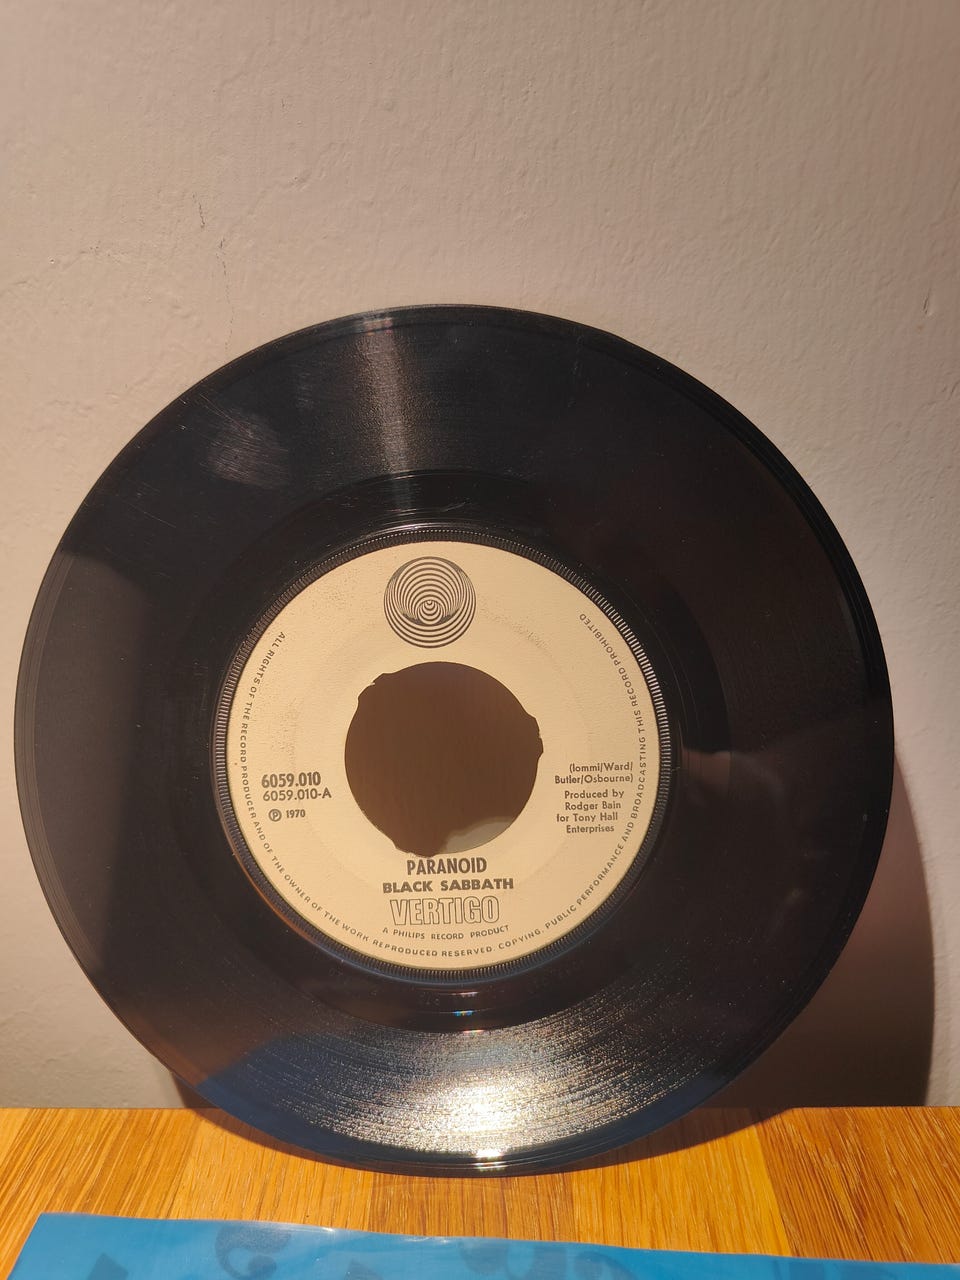 6059.010
6059.010-A
Ⓟ 1970
(Iommi/Ward/
Butler/Osbourne)
Produced by
Rodger Bain
for Tony Hall
Enterprises
PARANOID
BLACK SABBATH
VERTIGO
A PHILIPS RECORD PRODUCT
ALL RIGHTS OF THE RECORD PRODUCER AND OF THE OWNER OF THE WORK REPRODUCED RESERVED. COPYING, PUBLIC PERFORMANCE AND BROADCASTING THIS RECORD PROHIBITED